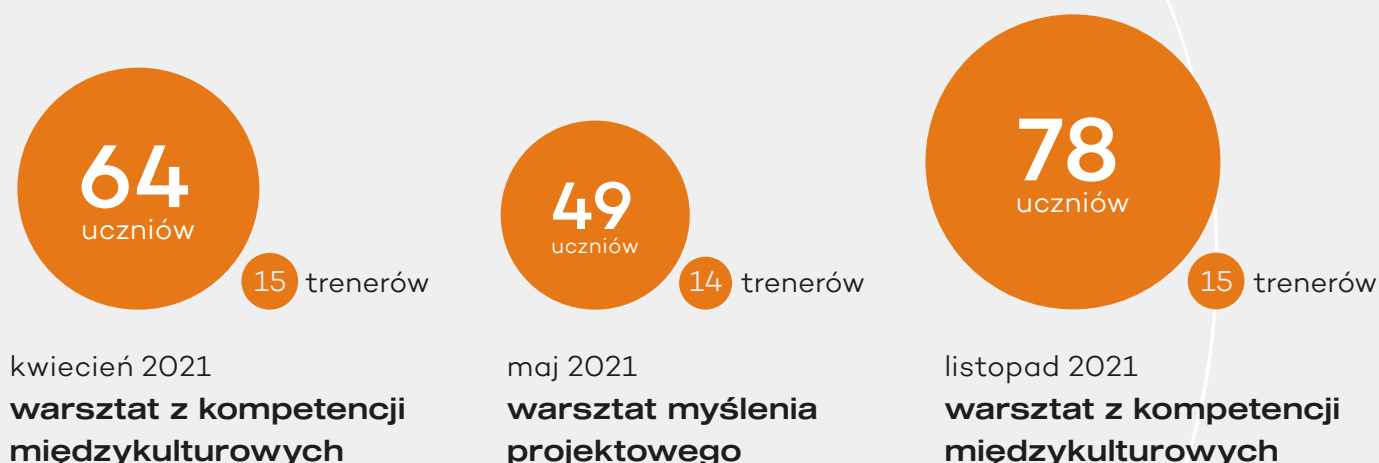 64
uczniów
15 trenerów
kwiecień 2021
warsztat z kompetencji
międzykulturowych
49
uczniów
14 trenerów
maj 2021
warsztat myślenia
projektowego
78
uczniów
15 trenerów
listopad 2021
warsztat z kompetencji
międzykulturowych